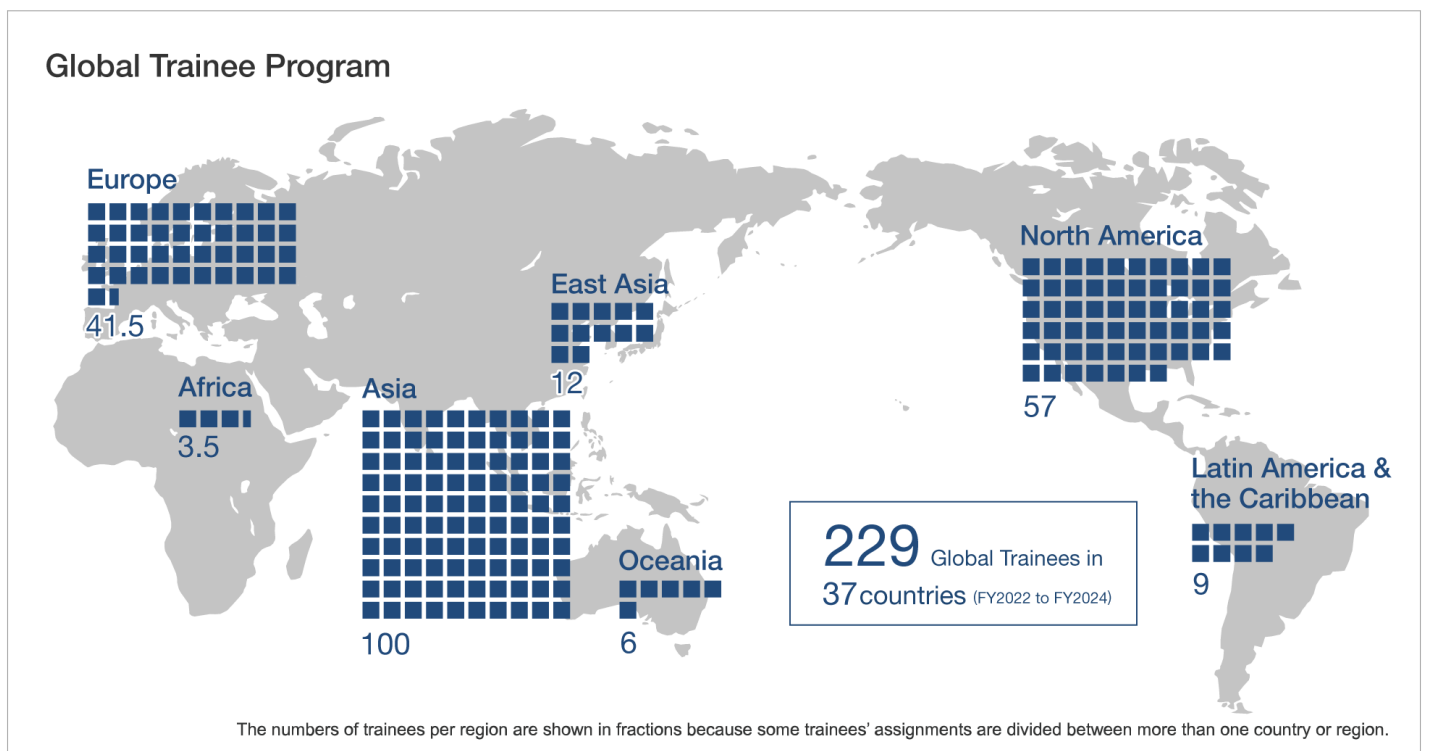 Global Trainee Program
Europe
41.5
Africa
3.5
Asia
100
East Asia
12
Oceania
6
North America
57
Latin America &
the Caribbean
9
229 Global Trainees in
37 countries (FY2022 to FY2024)
The numbers of trainees per region are shown in fractions because some trainees’ assignments are divided between more than one country or region.